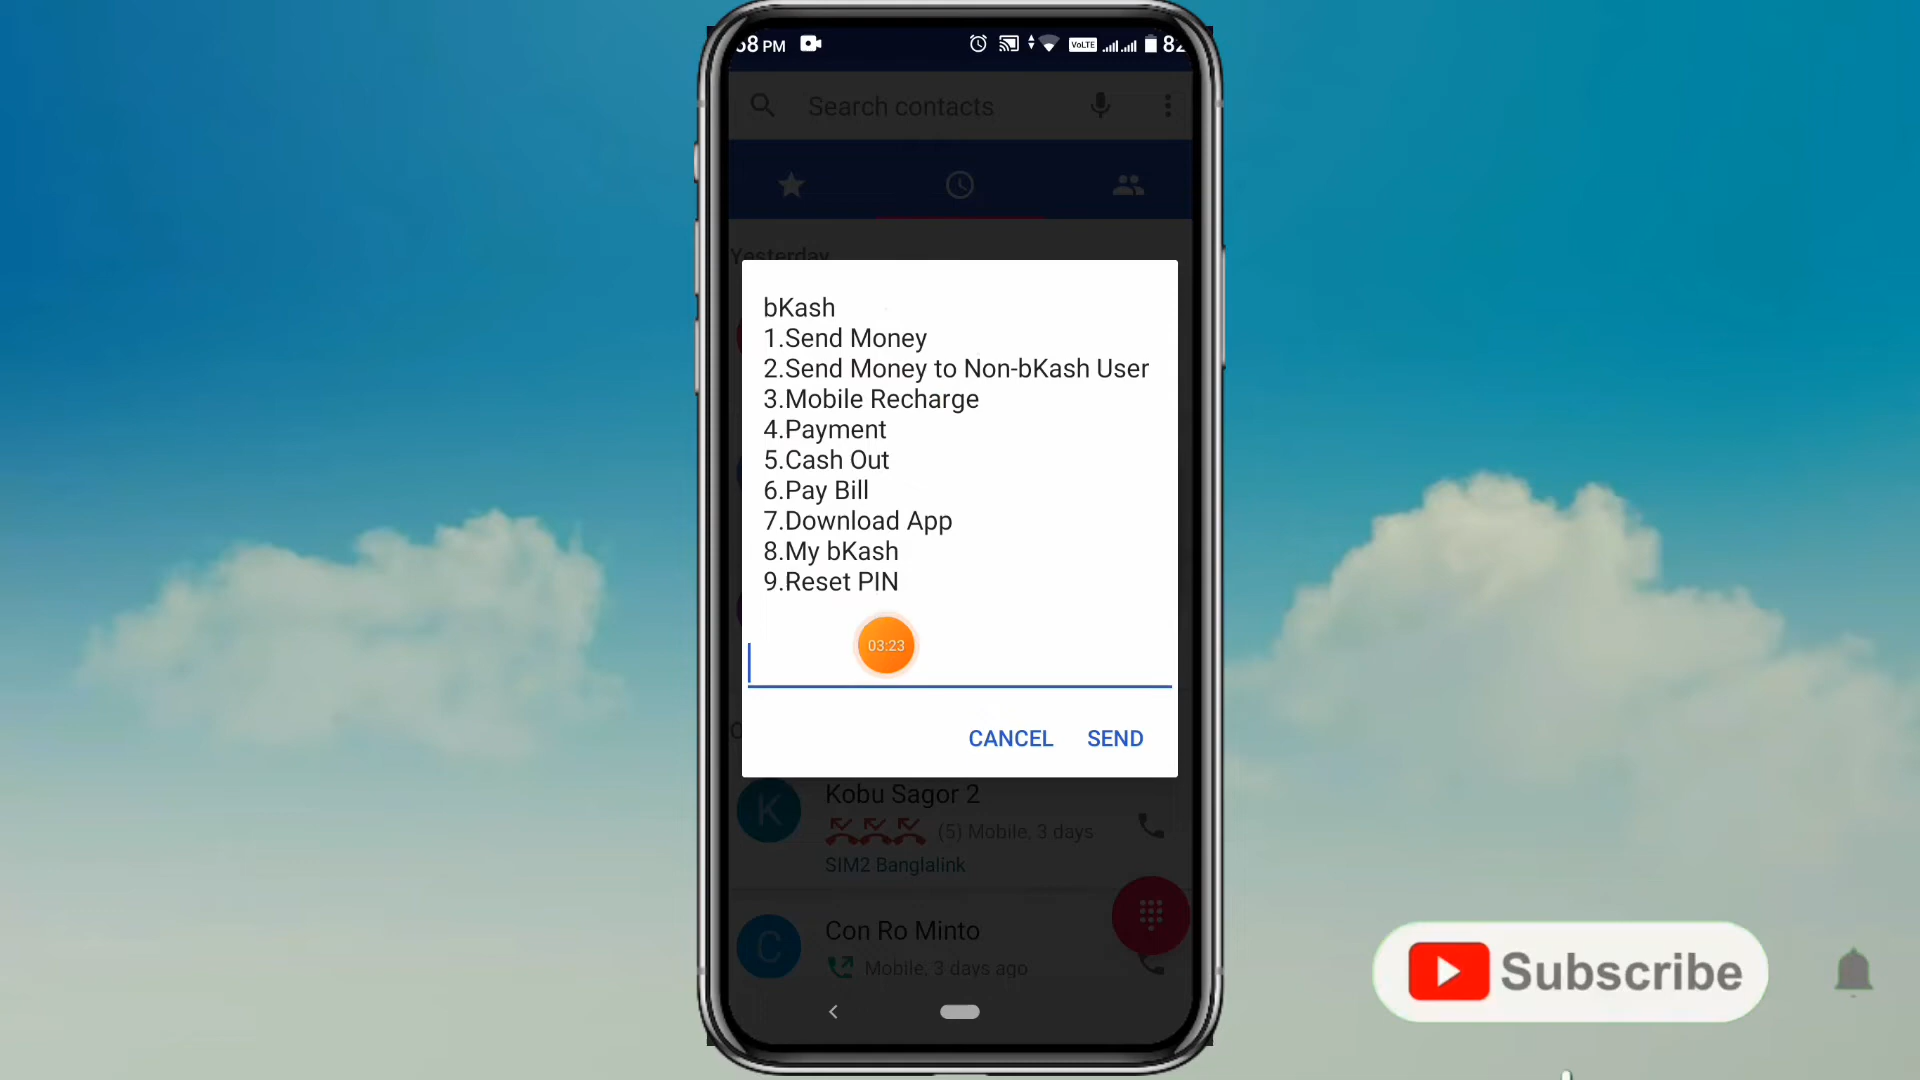 58 PM
VoLTE
82
Search contacts
Yesterday
bKash
1.Send Money
2.Send Money to Non-bKash User
3.Mobile Recharge
4.Payment
5.Cash Out
6.Pay Bill
7.Download App
8.My bKash
9.Reset PIN
03:23
CANCEL SEND
K
Kobu Sagor 2
(5) Mobile, 3 days
SIM2 Banglalink
C
Con Ro Minto
Mobile, 3 days ago
Subscribe